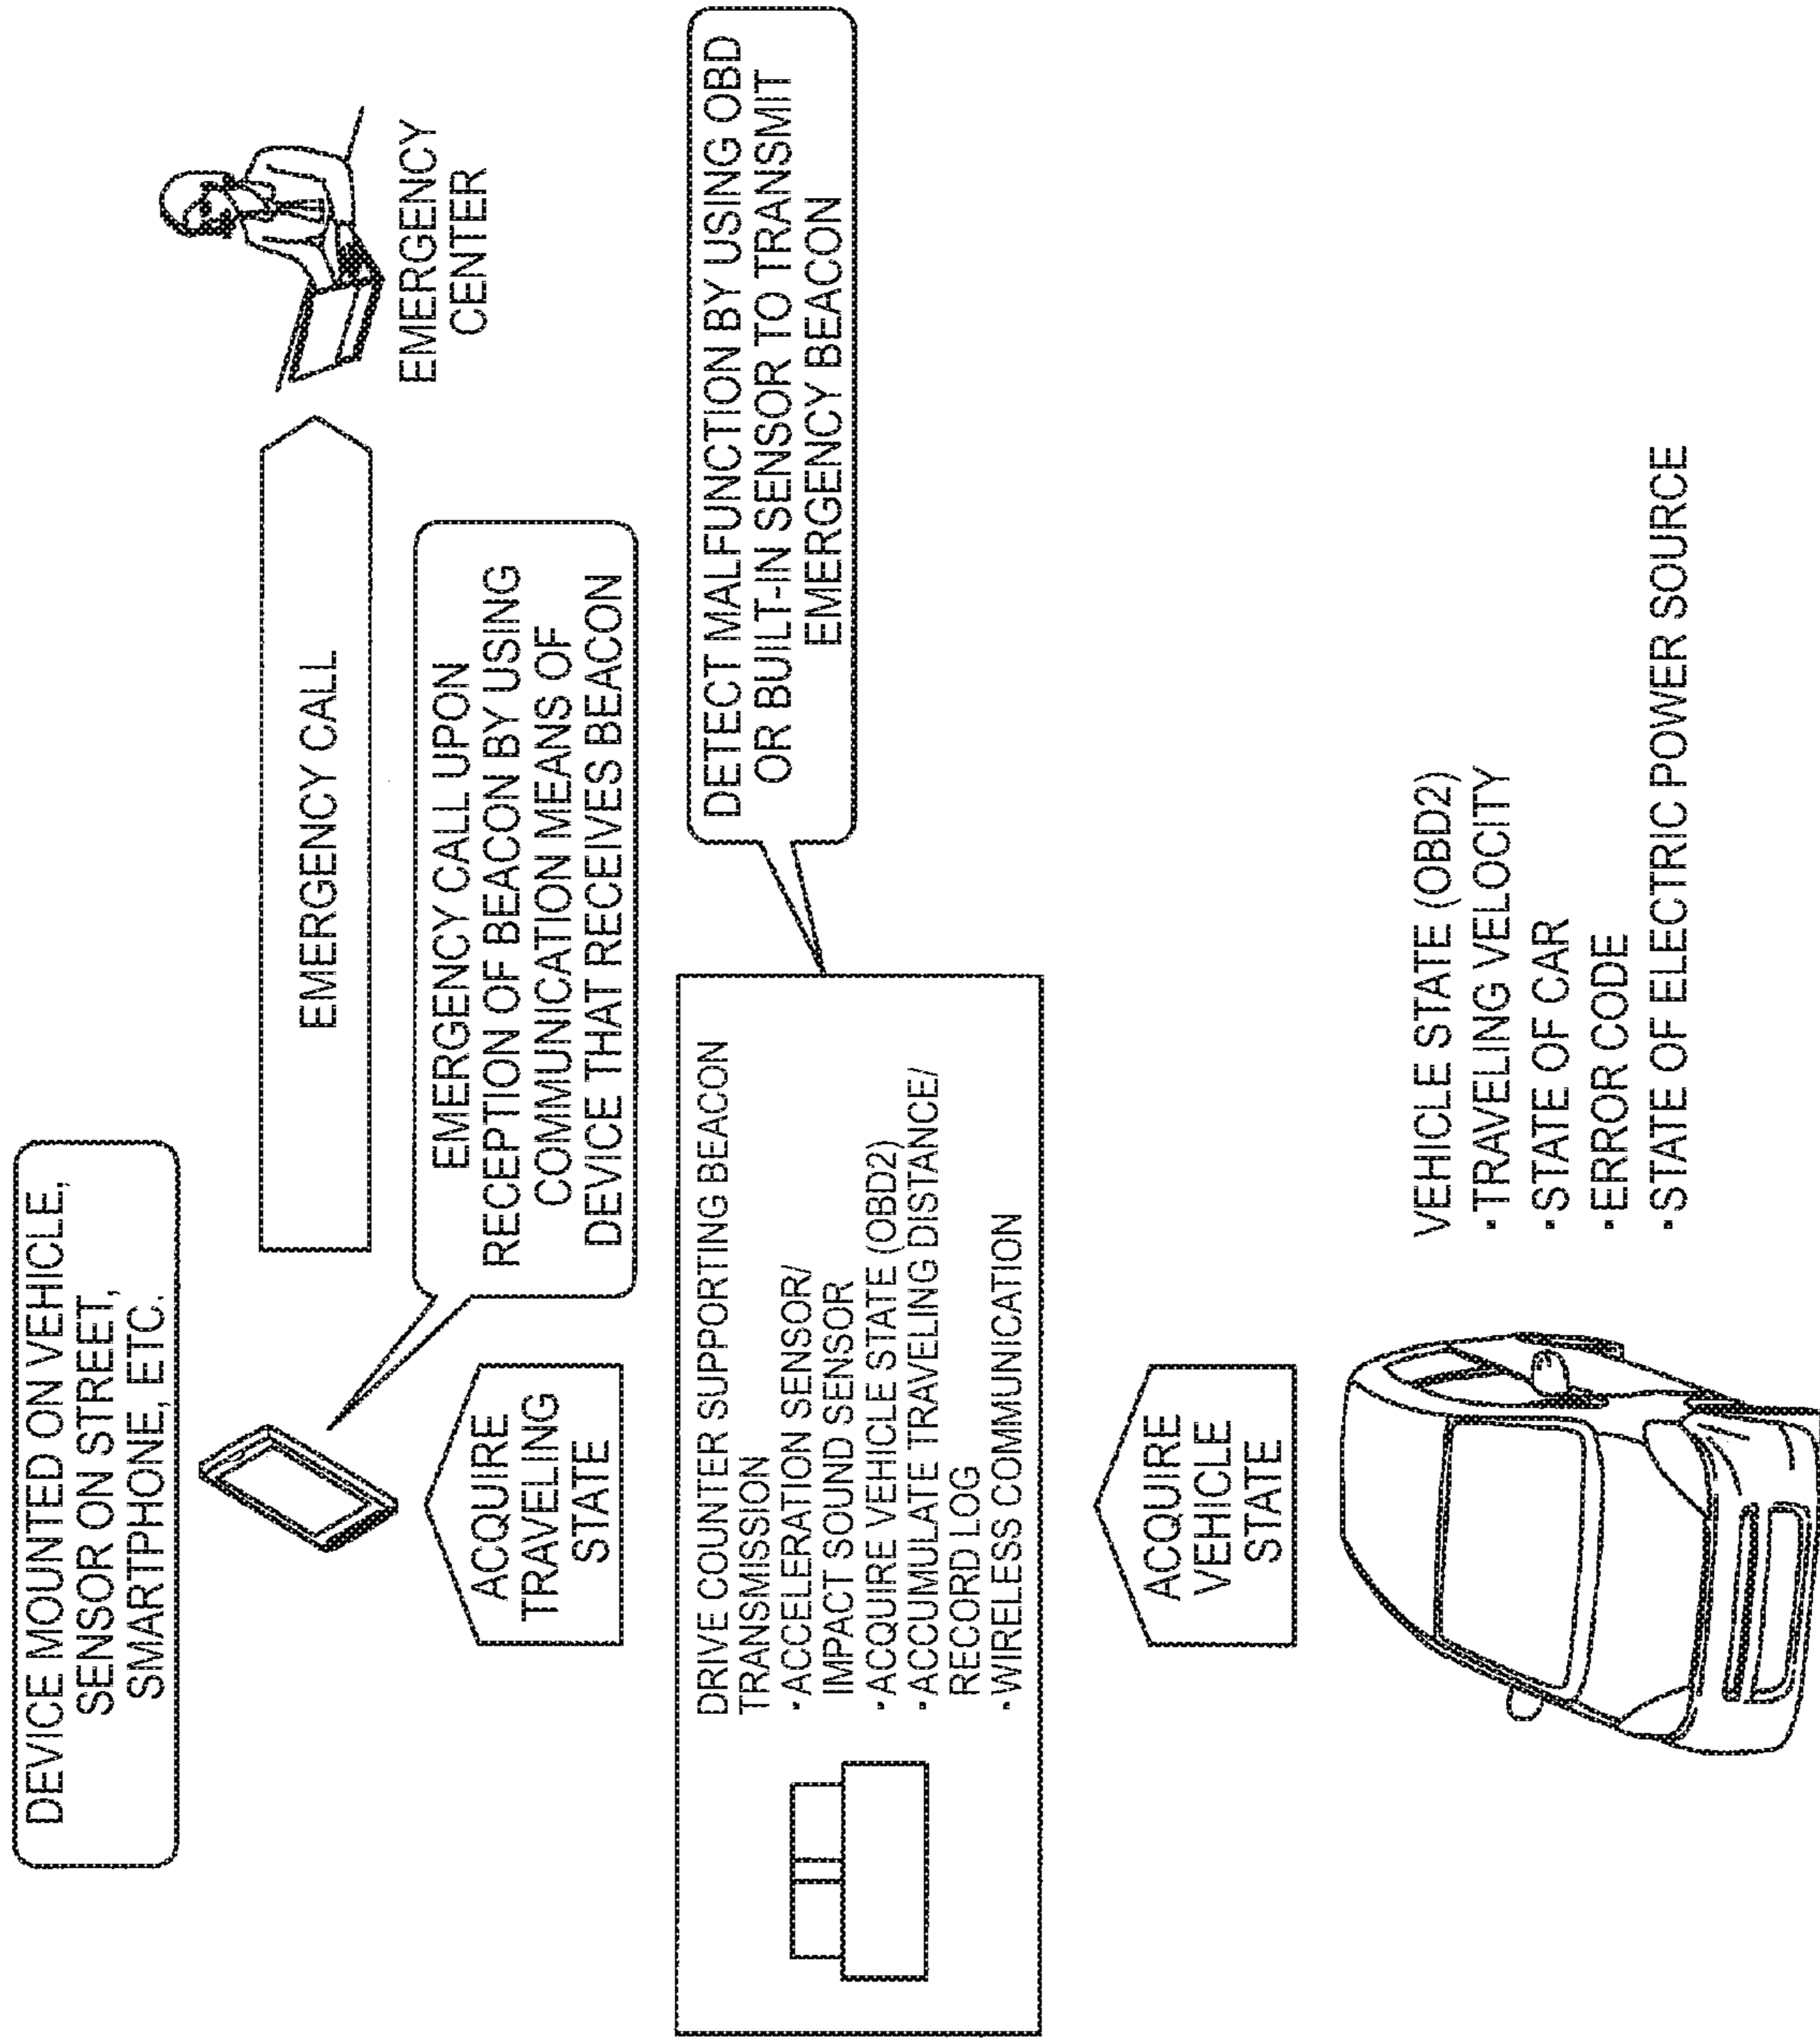 DEVICE MOUNTED ON VEHICLE,
SENSOR ON STREET,
SMARTPHONE, ETC.
EMERGENCY CALL
EMERGENCY
CENTER
EMERGENCY CALL UPON
RECEPTION OF BEACON BY USING
COMMUNICATION MEANS OF
DEVICE THAT RECEIVES BEACON
ACQUIRE
TRAVELING
STATE
DETECT MALFUNCTION BY USING OBD
OR BUILT-IN SENSOR TO TRANSMIT
EMERGENCY BEACON
DRIVE COUNTER SUPPORTING BEACON
TRANSMISSION
・ACCELERATION SENSOR/
IMPACT SOUND SENSOR
・ACQUIRE VEHICLE STATE (OBD2)
・ACCUMULATE TRAVELING DISTANCE/
RECORD LOG
・WIRELESS COMMUNICATION
ACQUIRE
VEHICLE
STATE
VEHICLE STATE (OBD2)
・TRAVELING VELOCITY
・STATE OF CAR
・ERROR CODE
・STATE OF ELECTRIC POWER SOURCE